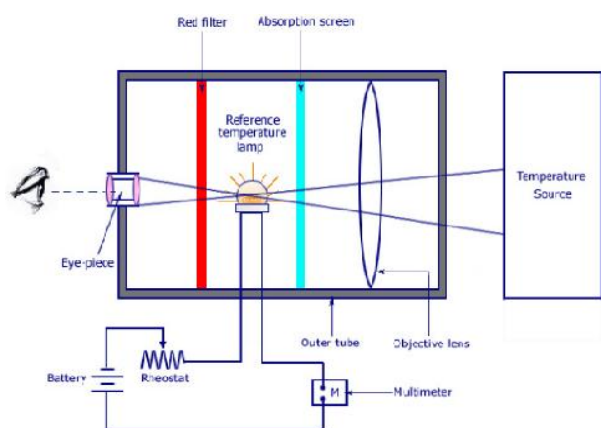 Red filter
Absorption screen
Reference
temperature
lamp
Temperature
Source
Eye-piece
Outer tube
Objective lens
Battery
Rheostat
M
Multimeter